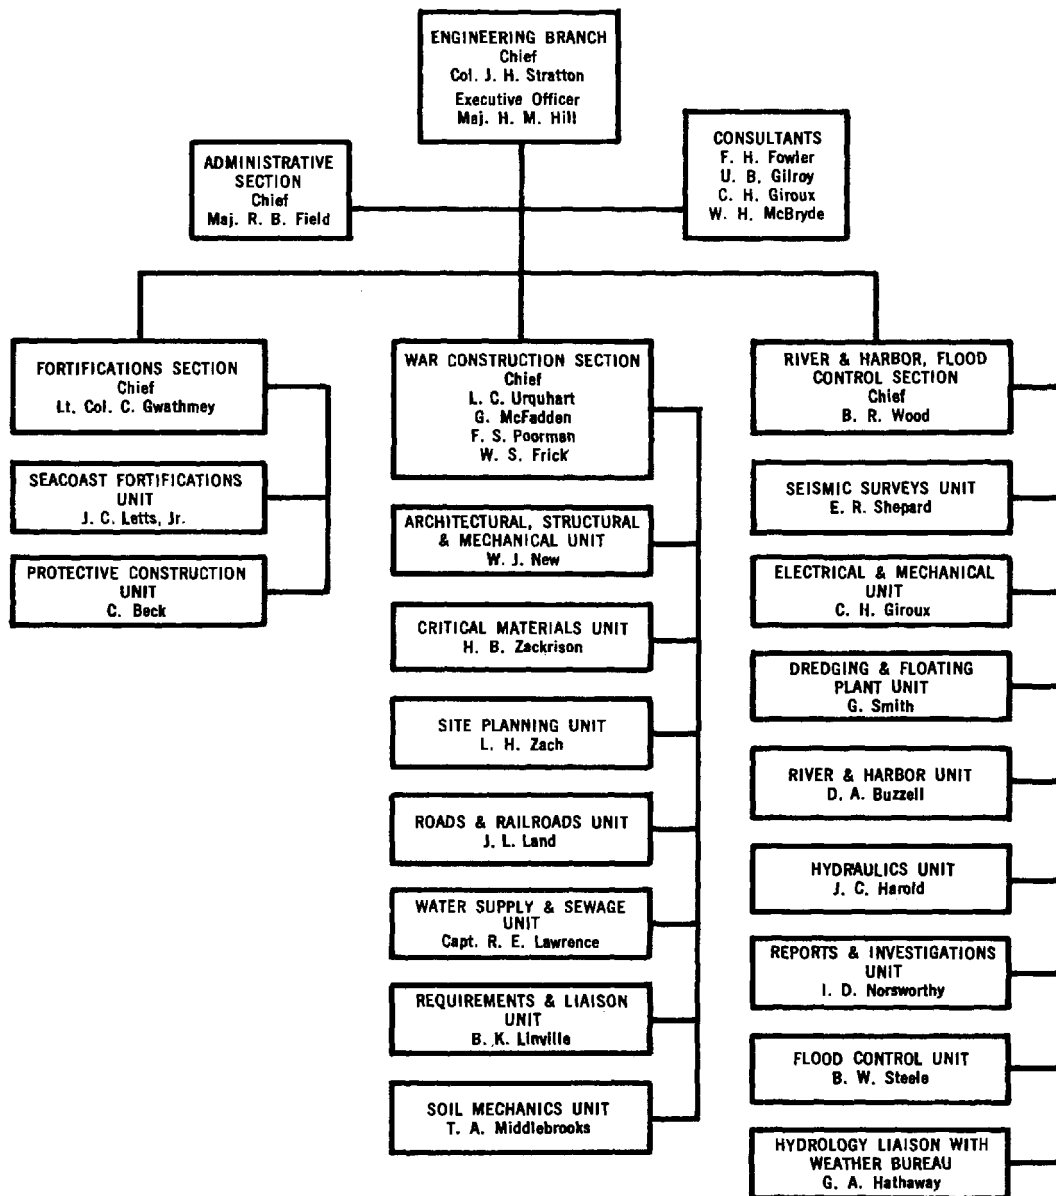 ENGINEERING BRANCH
Chief
Col. J. H. Stratton
Executive Officer
Maj. H. M. Hill
ADMINISTRATIVE
SECTION
Chief
Maj. R. B. Field
CONSULTANTS
F. H. Fowler
U. B. Gilroy
C. H. Giroux
W. H. McBryde
FORTIFICATIONS SECTION
Chief
Lt. Col. C. Gwathmey
SEACOAST FORTIFICATIONS
UNIT
J. C. Letts, Jr.
PROTECTIVE CONSTRUCTION
UNIT
C. Beck
WAR CONSTRUCTION SECTION
Chief
L. C. Urquhart
G. McFadden
F. S. Poorman
W. S. Frick
ARCHITECTURAL, STRUCTURAL
& MECHANICAL UNIT
W. J. New
CRITICAL MATERIALS UNIT
H. B. Zackrison
SITE PLANNING UNIT
L. H. Zach
ROADS & RAILROADS UNIT
J. L. Land
WATER SUPPLY & SEWAGE
UNIT
Capt. R. E. Lawrence
REQUIREMENTS & LIAISON
UNIT
B. K. Linville
SOIL MECHANICS UNIT
T. A. Middlebrooks
RIVER & HARBOR, FLOOD
CONTROL SECTION
Chief
B. R. Wood
SEISMIC SURVEYS UNIT
E. R. Shepard
ELECTRICAL & MECHANICAL
UNIT
C. H. Giroux
DREDGING & FLOATING
PLANT UNIT
G. Smith
RIVER & HARBOR UNIT
D. A. Buzzell
HYDRAULICS UNIT
J. C. Harold
REPORTS & INVESTIGATIONS
UNIT
I. D. Norsworthy
FLOOD CONTROL UNIT
B. W. Steele
HYDROLOGY LIAISON WITH
WEATHER BUREAU
G. A. Hathaway